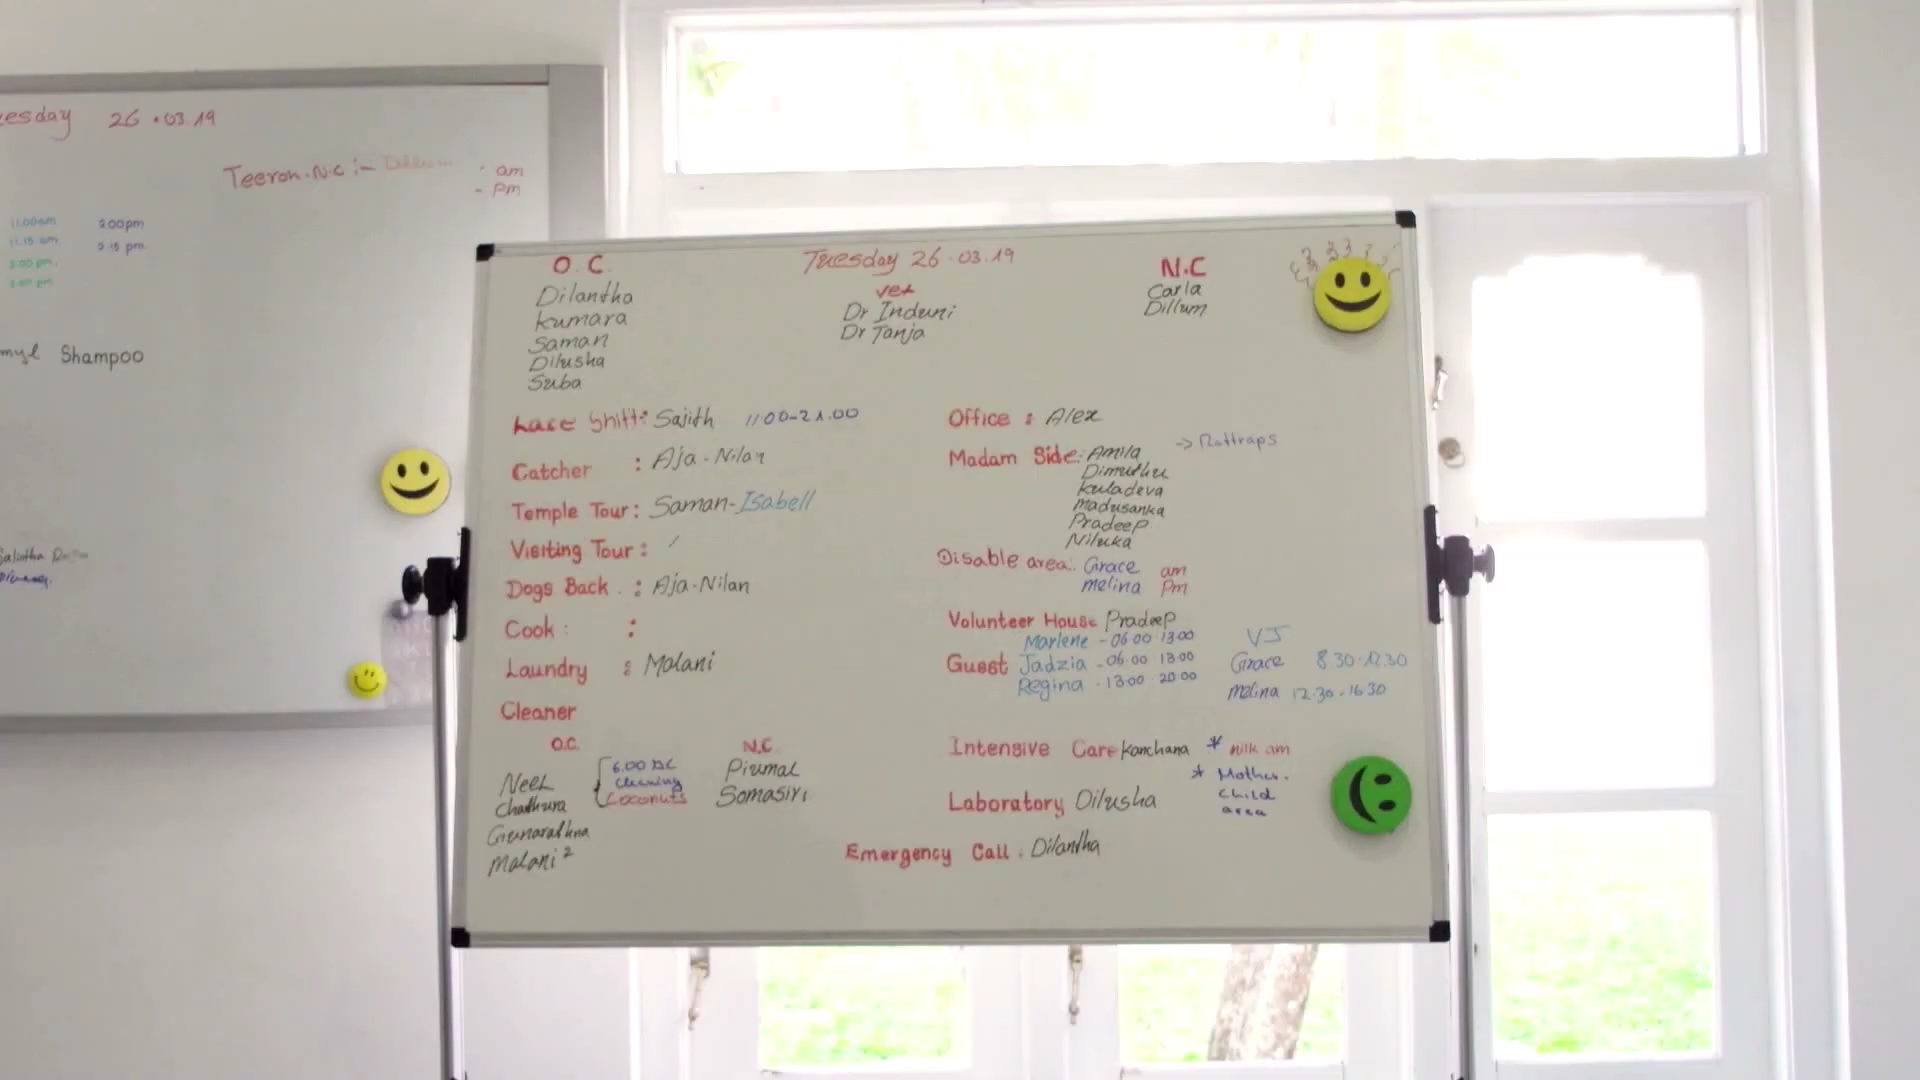 esday 26.03.19
Teeron.N.C :-
- am
- Pm
11.00am 2.00pm
11.15 am 2.15 pm
2.00 pm
Shampoo
Tuesday 26.03.19
O.C.
Dilantha
Kumara
Saman
Dilusha
Suba
vet
Dr Induni
Dr Tanja
N.C
Carla
Dillum
Late Shift: Sajith 11.00-21.00
Catcher : Aja-Nilan
Temple Tour: Saman-Isabell
Visiting Tour: /
Dogs Back : Aja-Nilan
Cook : :
Laundry : Malani
Cleaner
O.C.
Neel
Chathura
Gunarathna
Malani 2
6.00 DC
Cleaning
Coconuts
N.C.
Piumal
Somasiri
Office : Alex
Madam Side: Amila -> Rattraps
Dimuthu
Kuladeva
Madusanka
Pradeep
Niluka
Disable area: Grace am
Melina Pm
Volunteer House Pradeep
Guest
Marlene - 06.00 13.00
Jadzia - 06.00 13.00
Regina - 13.00 20.00
VJ
Grace 8.30-12.30
Melina 12.30-16.30
Intensive Care Kanchana * Milk am
* Mother
Child
area
Laboratory Dilusha
Emergency Call : Dilantha